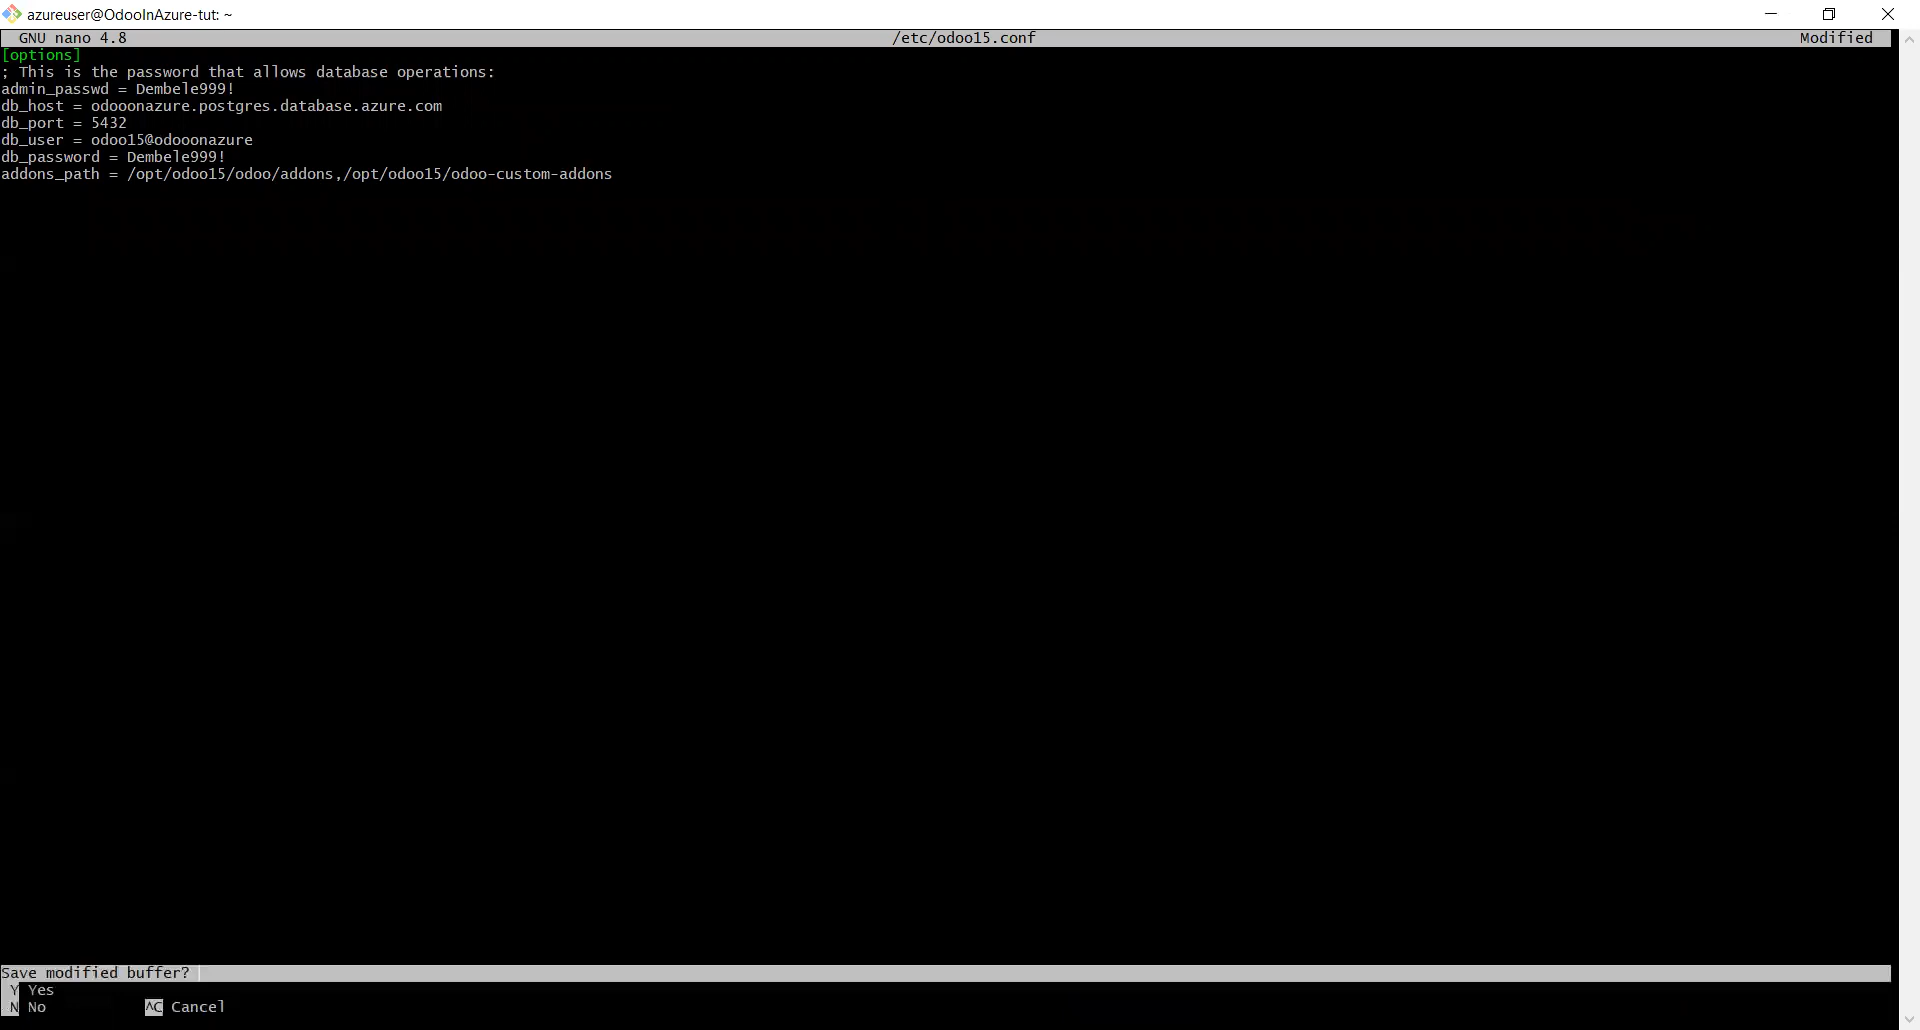 azureuser@OdooInAzure-tut: ~
GNU nano 4.8 /etc/odoo15.conf Modified
[options]
; This is the password that allows database operations:
admin_passwd = Dembele999!
db_host = odooonazure.postgres.database.azure.com
db_port = 5432
db_user = odoo15@odooonazure
db_password = Dembele999!
addons_path = /opt/odoo15/odoo/addons,/opt/odoo15/odoo-custom-addons
Save modified buffer?
Y Yes
N No ^C Cancel